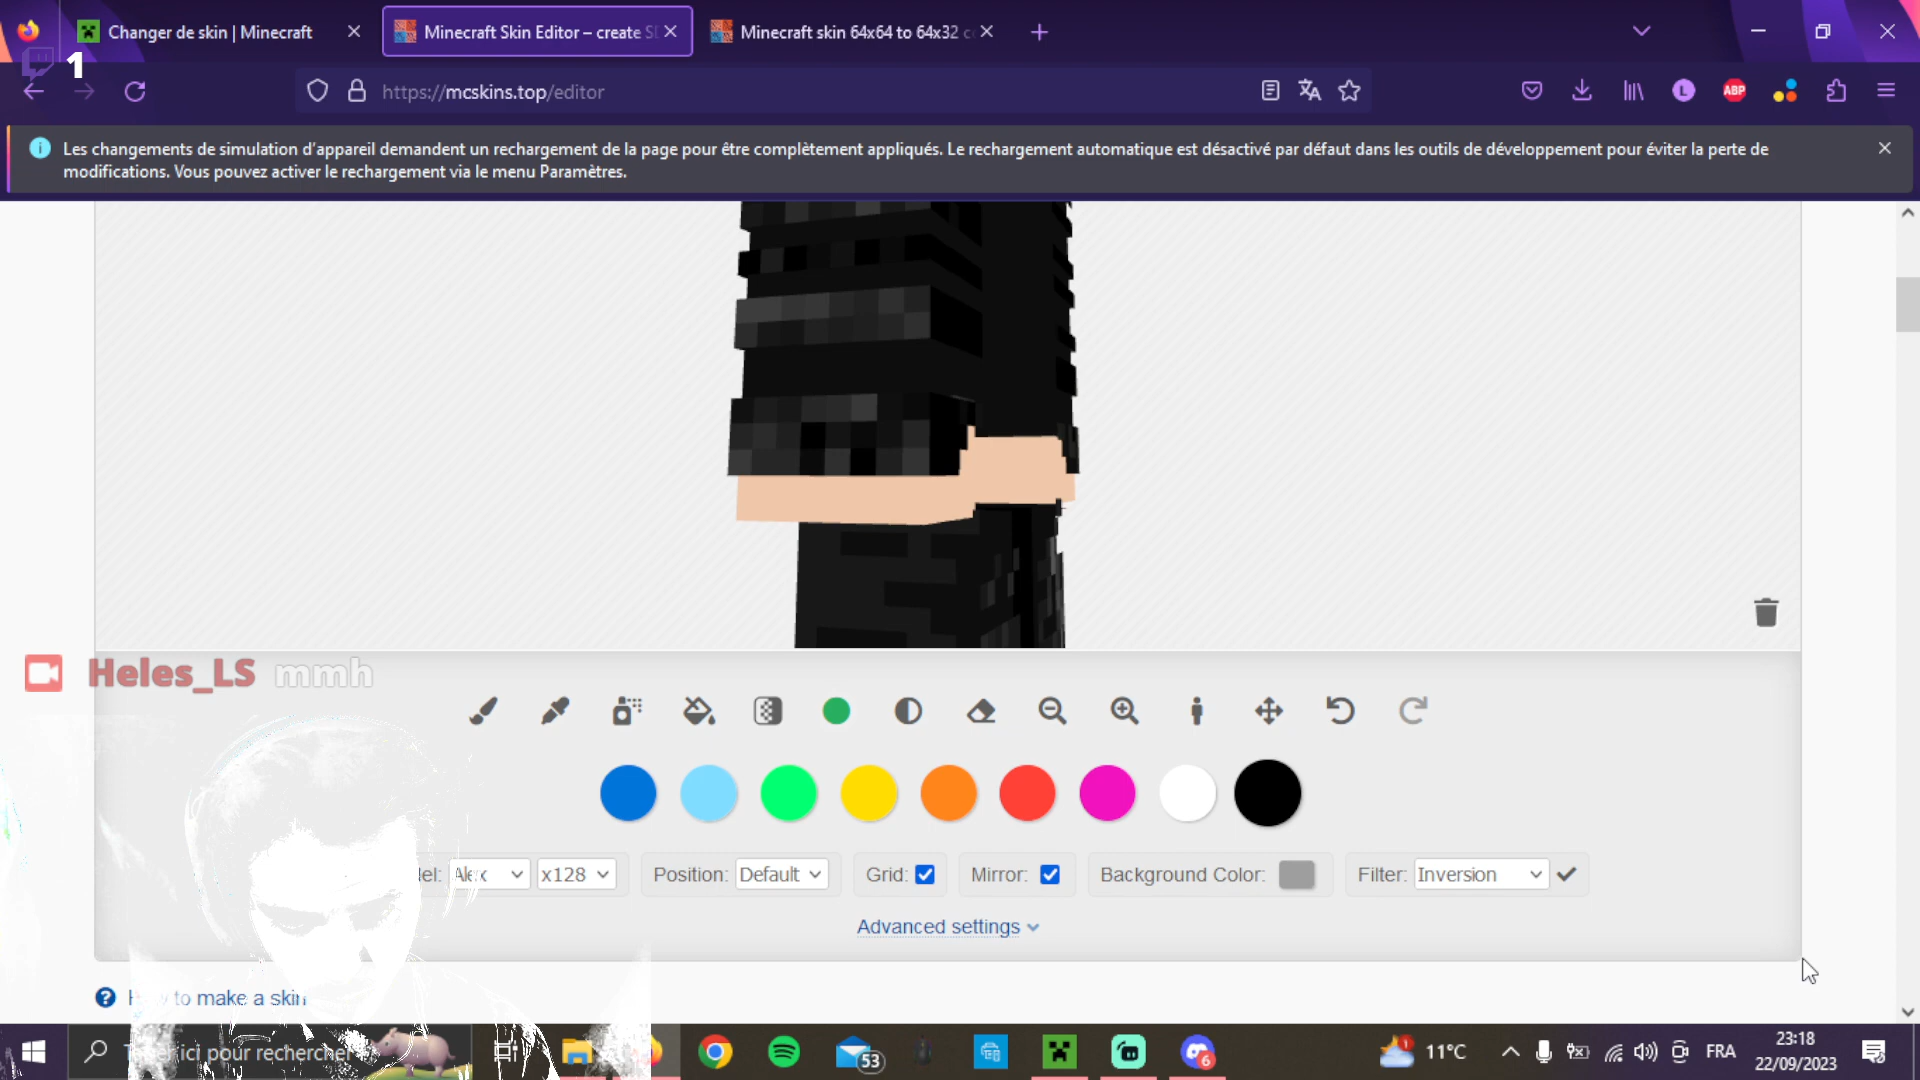 Changer de skin | Minecraft
Minecraft Skin Editor – create
Minecraft skin 64x64 to 64x32
1
https://mcskins.top/editor
L
ABP
Les changements de simulation d'appareil demandent un rechargement de la page pour être complètement appliqués. Le rechargement automatique est désactivé par défaut dans les outils de développement pour éviter la perte de
modifications. Vous pouvez activer le rechargement via le menu Paramètres.
Heles_LS mmh
Alex
x128
Position: Default
Grid:
Mirror:
Background Color:
Filter: Inversion
Advanced settings
to make a skin
ici pour rechercher
53
6
11°C
FRA
23:18
22/09/2023